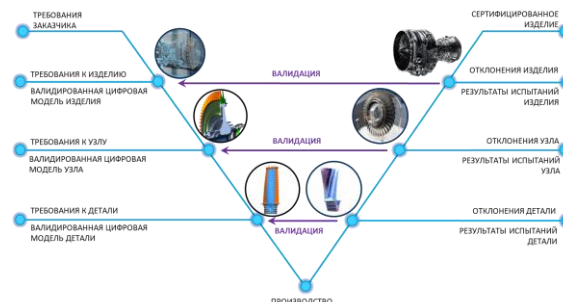 ТРЕБОВАНИЯ
ЗАКАЗЧИКА
СЕРТИФИЦИРОВАННОЕ
ИЗДЕЛИЕ
ТРЕБОВАНИЯ К ИЗДЕЛИЮ
ВАЛИДАЦИЯ
ОТКЛОНЕНИЯ ИЗДЕЛИЯ
ВАЛИДИРОВАННАЯ ЦИФРОВАЯ
МОДЕЛЬ ИЗДЕЛИЯ
РЕЗУЛЬТАТЫ ИСПЫТАНИЙ
ИЗДЕЛИЯ
ТРЕБОВАНИЯ К УЗЛУ
ВАЛИДАЦИЯ
ОТКЛОНЕНИЯ УЗЛА
ВАЛИДИРОВАННАЯ ЦИФРОВАЯ
МОДЕЛЬ УЗЛА
РЕЗУЛЬТАТЫ ИСПЫТАНИЙ
УЗЛА
ТРЕБОВАНИЯ К ДЕТАЛИ
ВАЛИДАЦИЯ
ОТКЛОНЕНИЯ ДЕТАЛИ
ВАЛИДИРОВАННАЯ ЦИФРОВАЯ
МОДЕЛЬ ДЕТАЛИ
РЕЗУЛЬТАТЫ ИСПЫТАНИЙ
ДЕТАЛИ
ПРОИЗВОДСТВО